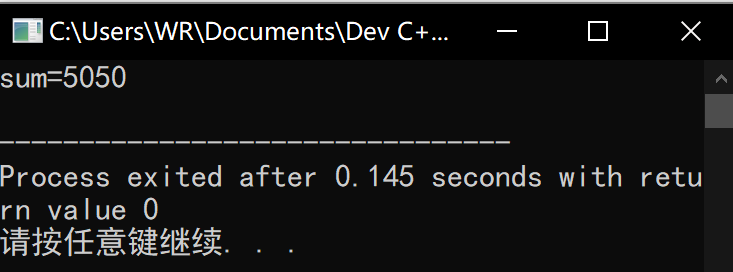 C:\Users\WR\Documents\Dev C+...
sum=5050
--------------------------------
Process exited after 0.145 seconds with retu
rn value 0
请按任意键继续. . .